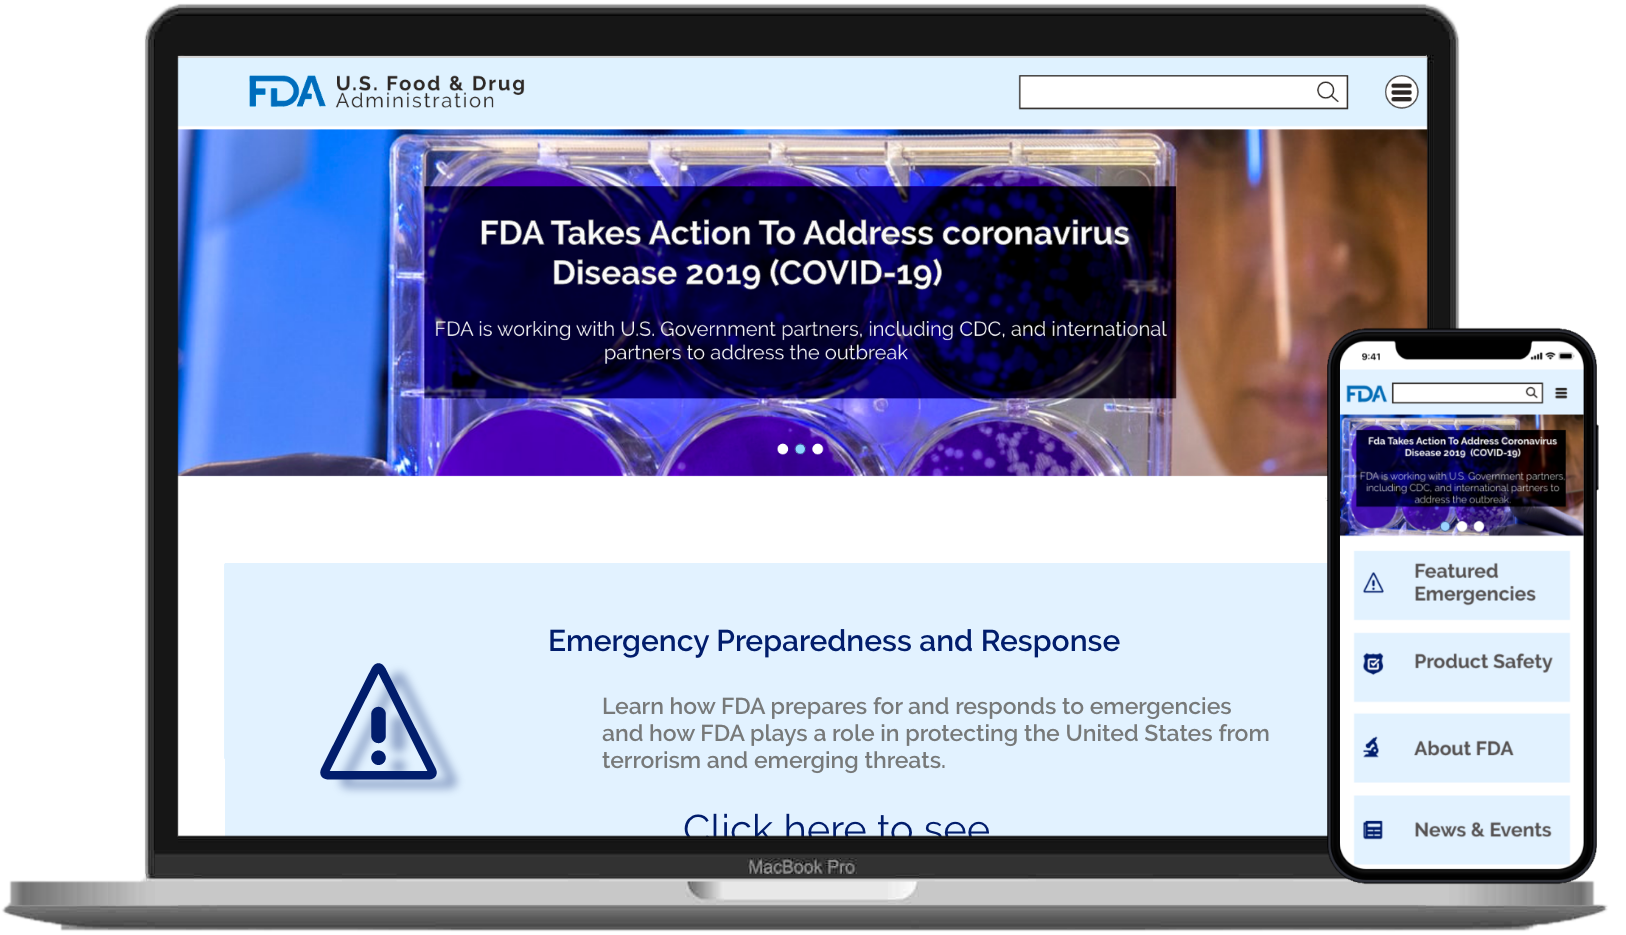 FDA U.S. Food & Drug
Administration
FDA Takes Action To Address coronavirus
Disease 2019 (COVID-19)
FDA is working with U.S. Government partners, including CDC, and international
partners to address the outbreak
Emergency Preparedness and Response
Learn how FDA prepares for and responds to emergencies
and how FDA plays a role in protecting the United States from
terrorism and emerging threats.
Click here to see
MacBook Pro
9:41
FDA
Fda Takes Action To Address Coronavirus
Disease 2019 (COVID-19)
FDA is working with U.S. Government partners,
including CDC, and international partners to
address the outbreak.
Featured
Emergencies
Product Safety
About FDA
News & Events